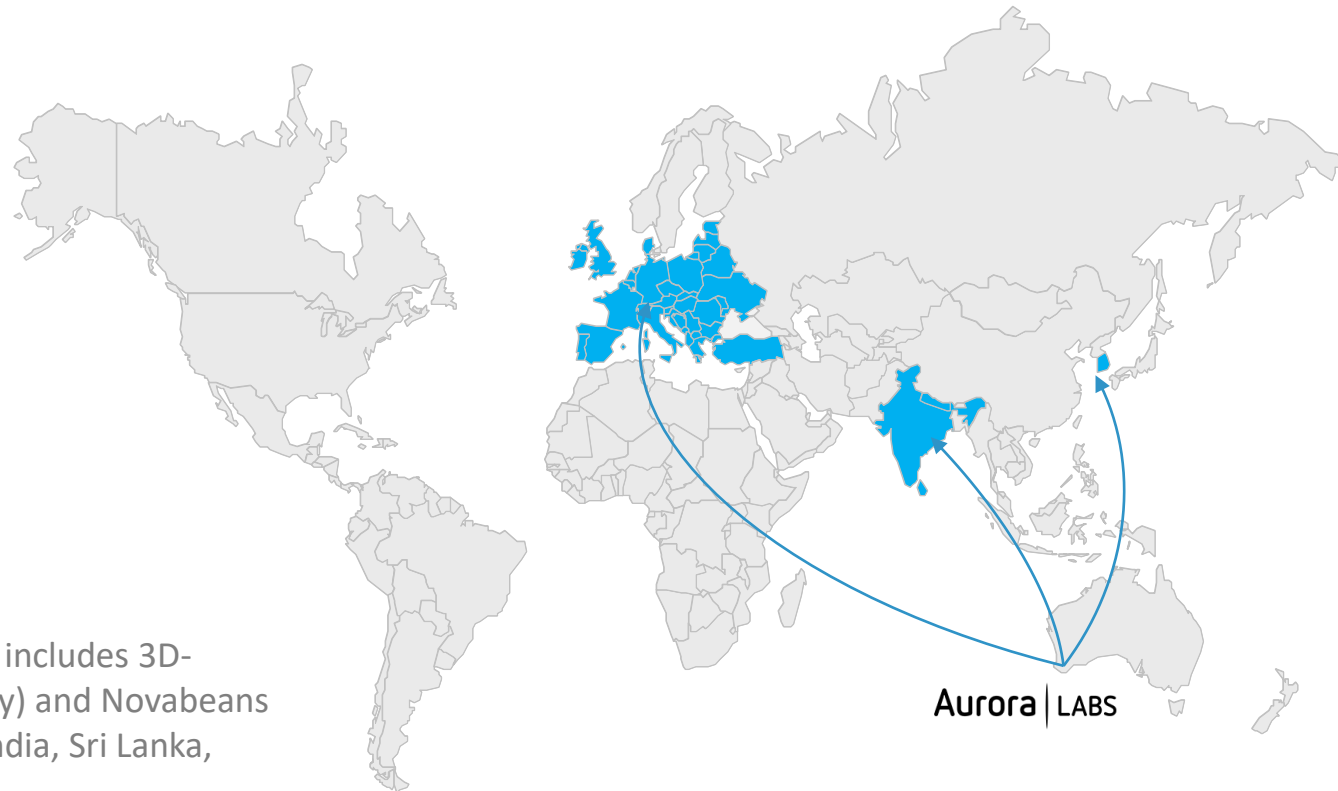 Aurora | LABS
includes 3D-
y) and Novabeans
ndia, Sri Lanka,